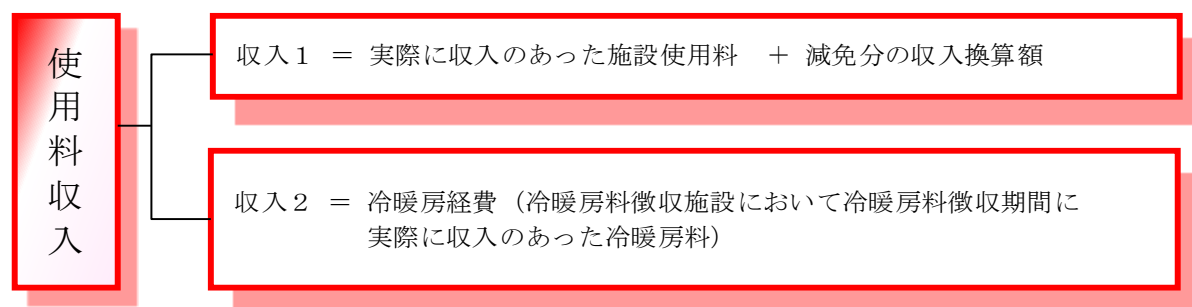 使用料収入
収入１ ＝ 実際に収入のあった施設使用料 ＋ 減免分の収入換算額
収入２ ＝ 冷暖房経費（冷暖房料徴収施設において冷暖房料徴収期間に
実際に収入のあった冷暖房料）